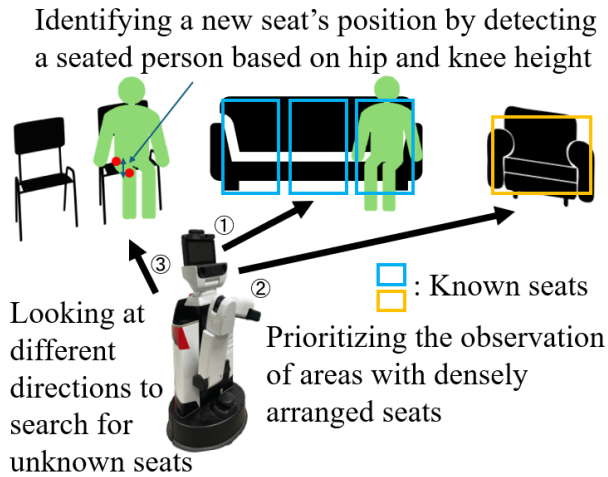 Identifying a new seat’s position by detecting
a seated person based on hip and knee height
①
③
②
: Known seats
Looking at
different
directions to
search for
unknown seats
Prioritizing the observation
of areas with densely
arranged seats